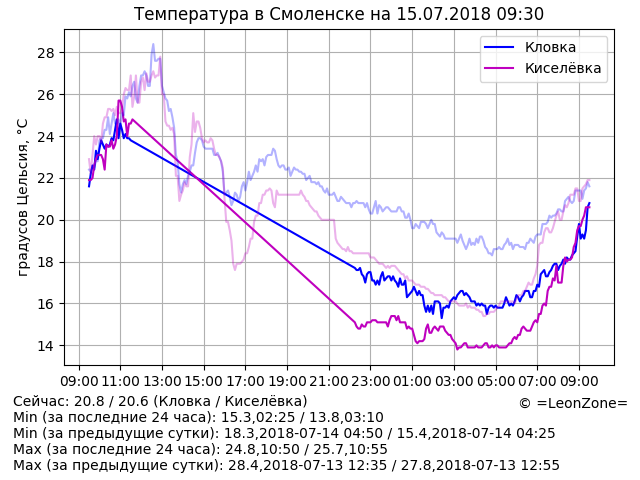 Температура в Смоленске на 15.07.2018 09:30
Кловка
Киселёвка
градусов Цельсия, °C
28
26
24
22
20
18
16
14
09:00 11:00 13:00 15:00 17:00 19:00 21:00 23:00 01:00 03:00 05:00 07:00 09:00
Сейчас: 20.8 / 20.6 (Кловка / Киселёвка)
© =LeonZone=
Min (за последние 24 часа): 15.3,02:25 / 13.8,03:10
Min (за предыдущие сутки): 18.3,2018-07-14 04:50 / 15.4,2018-07-14 04:25
Max (за последние 24 часа): 24.8,10:50 / 25.7,10:55
Max (за предыдущие сутки): 28.4,2018-07-13 12:35 / 27.8,2018-07-13 12:55